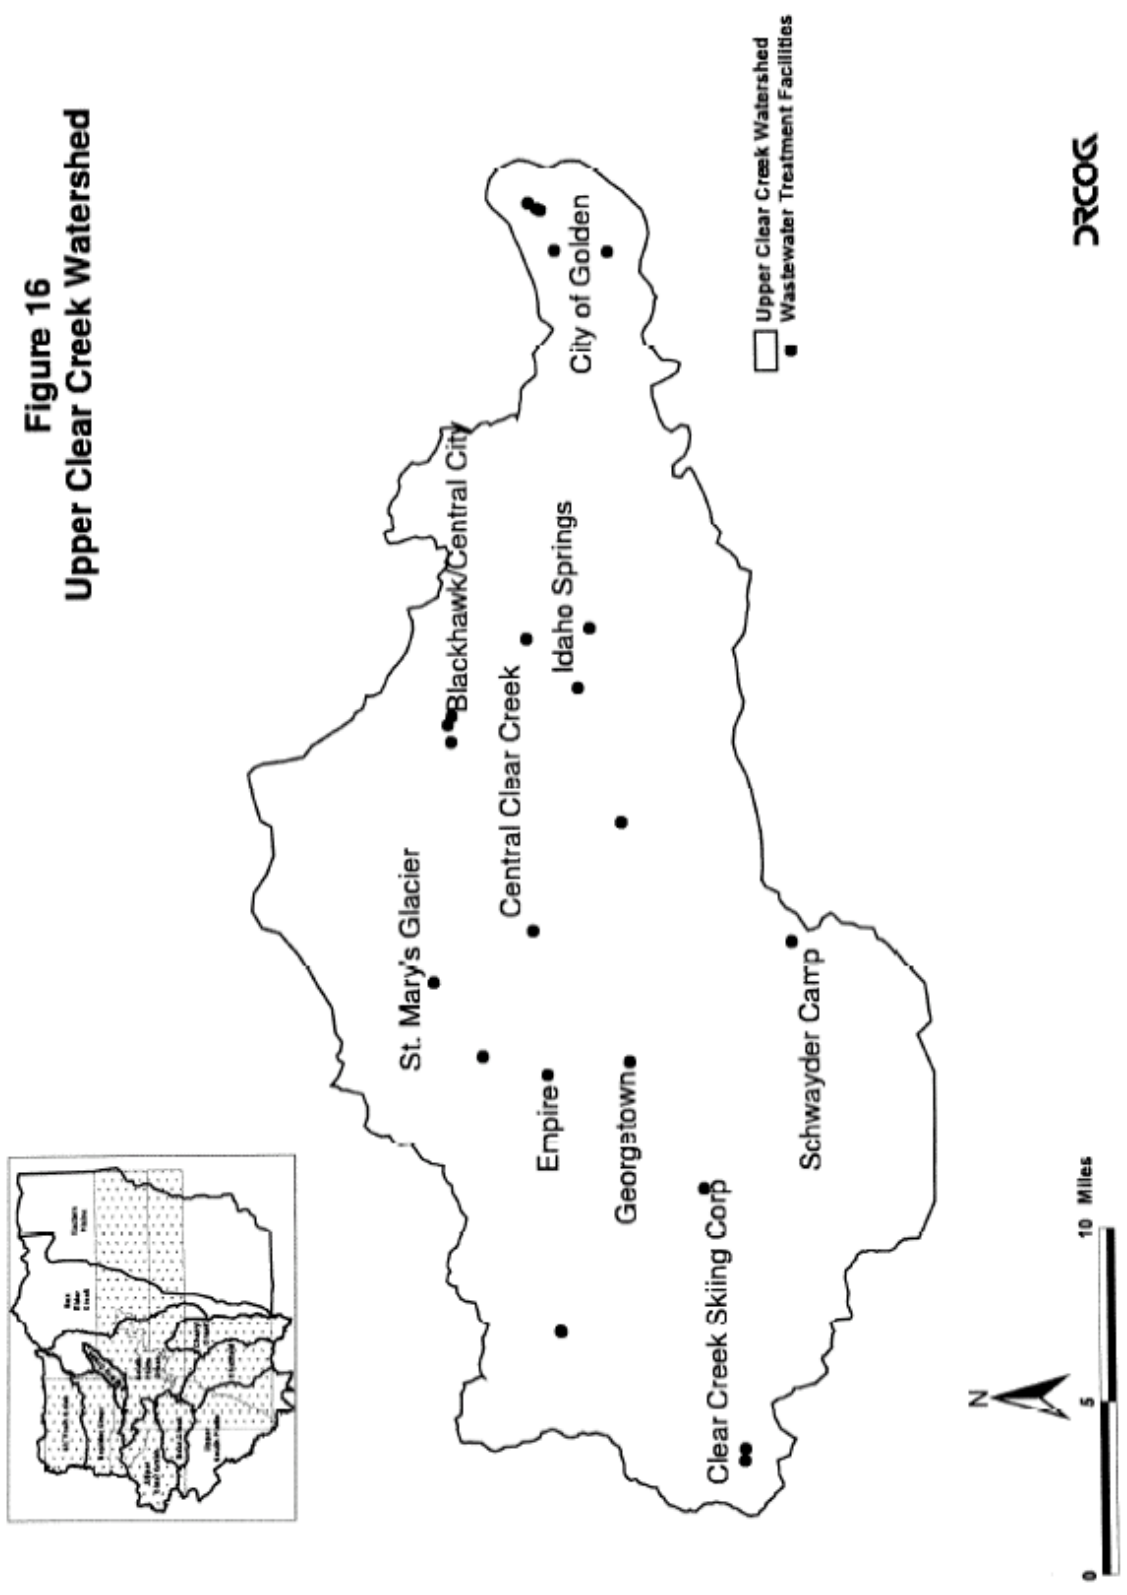 Figure 16
Upper Clear Creek Watershed
St. Mary's Glacier
Blackhawk/Central City
Central Clear Creek
Idaho Springs
City of Golden
Empire
Georgetown
Clear Creek Skiing Corp
Schwayder Camp
Upper Clear Creek Watershed
Wastewater Treatment Facilities
N
0 5 10 Miles
DRCOG